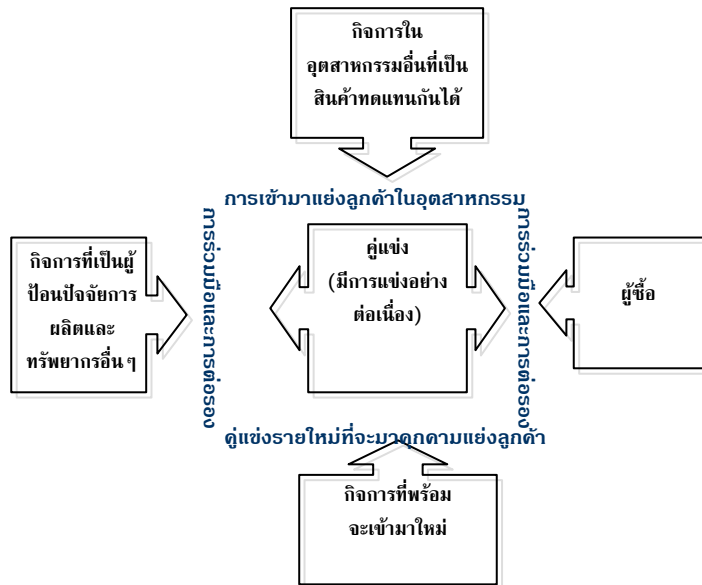 กิจการใน
อุตสาหกรรมอื่นที่เป็น
สินค้าทดแทนกันได้
การเข้ามาแย่งลูกค้าในอุตสาหกรรม
กิจการที่เป็นผู้
ป้อนปัจจัยการ
ผลิตและ
ทรัพยากรอื่น ๆ
การร่วมมือและการต่อรอง
คู่แข่ง
(มีการแข่งอย่าง
ต่อเนื่อง)
การร่วมมือและการต่อรอง
ผู้ซื้อ
คู่แข่งรายใหม่ที่จะมาคุกคามแย่งลูกค้า
กิจการที่พร้อม
จะเข้ามาใหม่